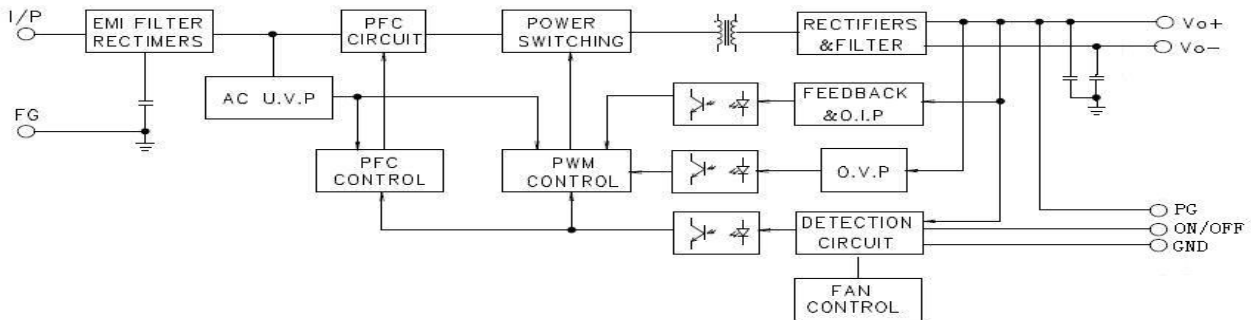 I/P
EMI FILTER
RECTIMERS
PFC
CIRCUIT
POWER
SWITCHING
RECTIFIERS
&FILTER
Vo+
Vo-
AC U.V.P
FEEDBACK
&O.I.P
FG
PFC
CONTROL
PWM
CONTROL
O.V.P
DETECTION
CIRCUIT
PG
ON/OFF
GND
FAN
CONTROL